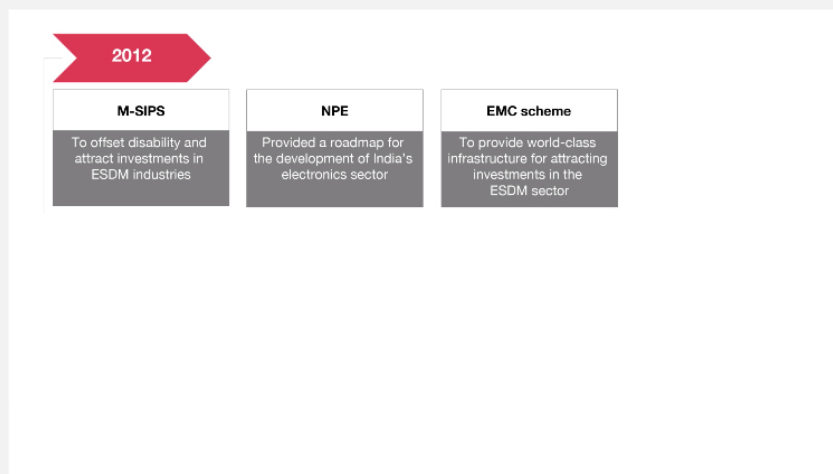 2012
M-SIPS
To offset disability and
attract investments in
ESDM industries
NPE
Provided a roadmap for
the development of India's
electronics sector
EMC scheme
To provide world-class
infrastructure for attracting
investments in the
ESDM sector